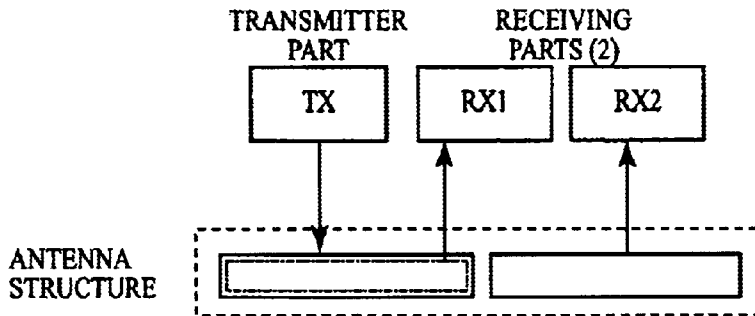 TRANSMITTER
PART
RECEIVING
PARTS (2)
TX
RX1
RX2
ANTENNA
STRUCTURE